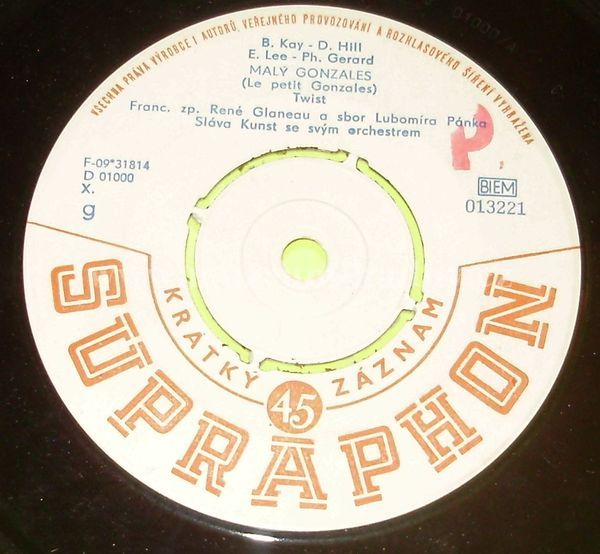 VŠECHNA PRÁVA VÝROBCE I AUTORŮ, VEŘEJNÉHO PROVOZOVÁNÍ A ROZHLASOVÉHO ŠÍŘENÍ VYHRAZENA
B. Kay - D. Hill
E. Lee - Ph. Gerard
MALÝ GONZALES
(Le petit Gonzales)
Twist
Franc. zp. René Glaneau a sbor Lubomíra Pánka
Sláva Kunst se svým orchestrem
F-09*31814
D 01000
X.
g
P,
BIEM
013221
KRATKÝ 45 ZÁZNAM
SUPRAPHON